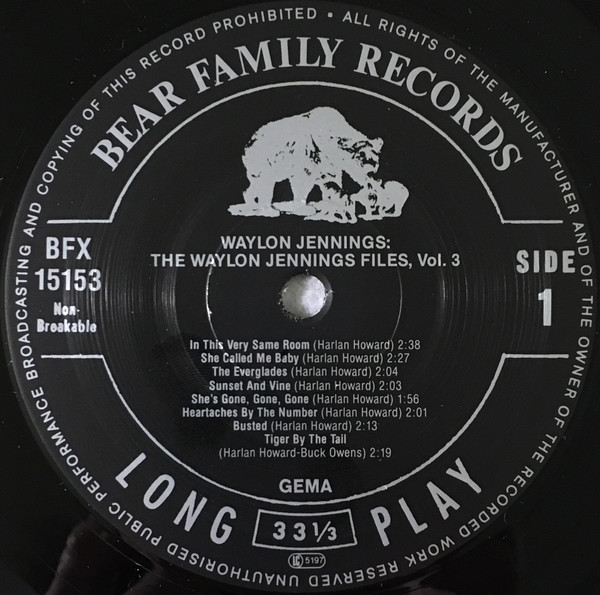 ALL RIGHTS OF THE MANUFACTURER AND OF THE OWNER OF THE RECORDED WORK RESERVED UNAUTHORISED PUBLIC PERFORMANCE BROADCASTING AND COPYING OF THIS RECORD PROHIBITED •
BEAR FAMILY RECORDS
BFX
15153
Non-
Breakable
WAYLON JENNINGS:
THE WAYLON JENNINGS FILES, Vol. 3
SIDE
1
In This Very Same Room (Harlan Howard) 2:38
She Called Me Baby (Harlan Howard) 2:27
The Everglades (Harlan Howard) 2:04
Sunset And Vine (Harlan Howard) 2:03
She's Gone, Gone, Gone (Harlan Howard) 1:56
Heartaches By The Number (Harlan Howard) 2:01
Busted (Harlan Howard) 2:13
Tiger By The Tail
(Harlan Howard-Buck Owens) 2:19
GEMA
LONG PLAY
33 1/3
LC 5197